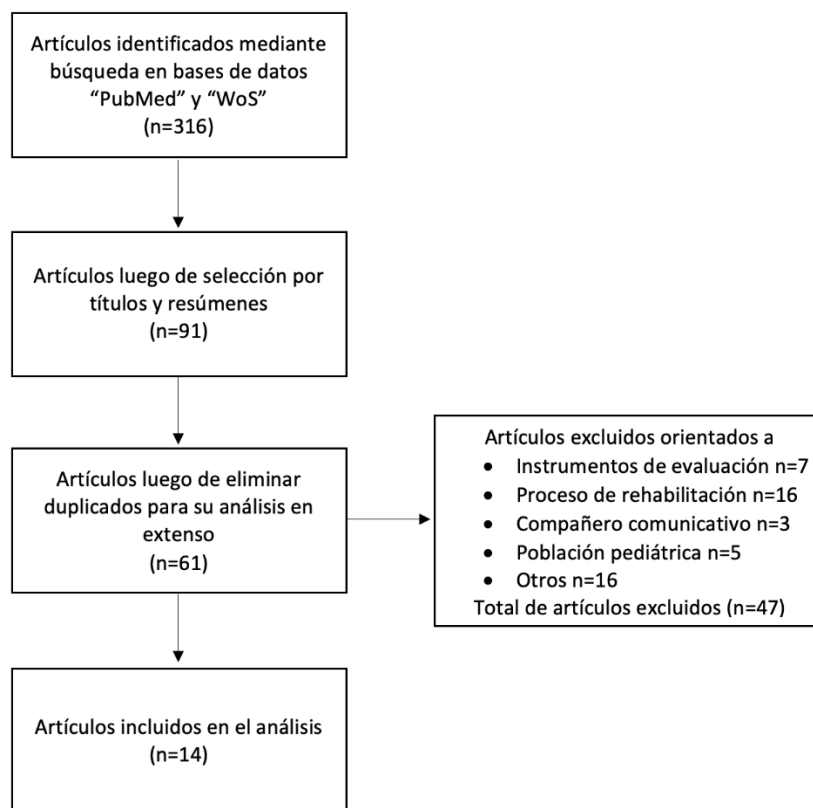 Artículos identificados mediante
búsqueda en bases de datos
“PubMed” y “WoS”
(n=316)
Artículos luego de selección por
títulos y resúmenes
(n=91)
Artículos luego de eliminar
duplicados para su análisis en
extenso
(n=61)
Artículos excluidos orientados a
• Instrumentos de evaluación n=7
• Proceso de rehabilitación n=16
• Compañero comunicativo n=3
• Población pediátrica n=5
• Otros n=16
Total de artículos excluidos (n=47)
Artículos incluidos en el análisis
(n=14)